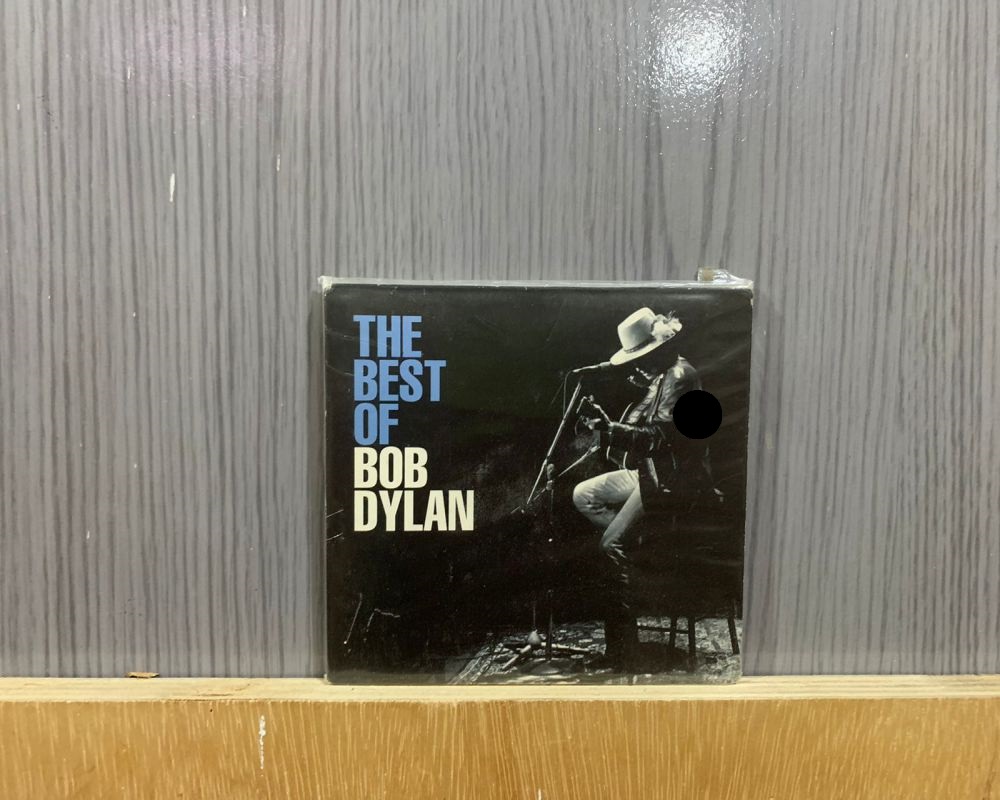 THE
BEST
OF
BOB
DYLAN